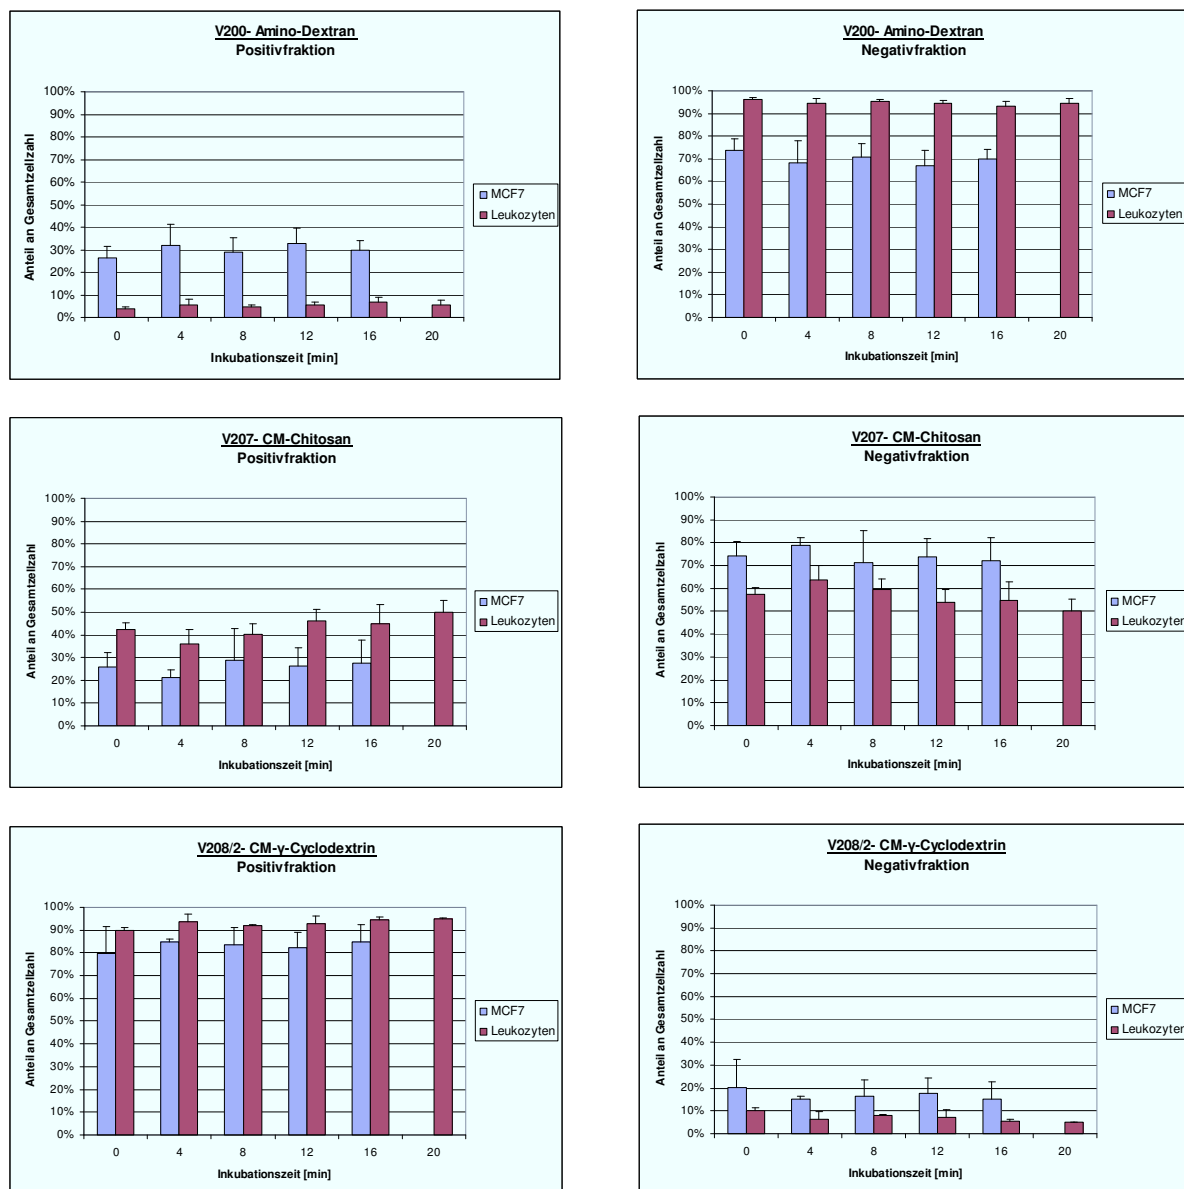 V200- Amino-Dextran
Positivfraktion
100%
90%
80%
70%
60%
50%
40%
30%
20%
10%
0%
Anteil an Gesamtzellzahl
0 4 8 12 16 20
Inkubationszeit [min]
MCF7
Leukozyten
V200- Amino-Dextran
Negativfraktion
100%
90%
80%
70%
60%
50%
40%
30%
20%
10%
0%
Anteil an Gesamtzellzahl
0 4 8 12 16 20
Inkubationszeit [min]
MCF7
Leukozyten
V207- CM-Chitosan
Positivfraktion
100%
90%
80%
70%
60%
50%
40%
30%
20%
10%
0%
Anteil an Gesamtzellzahl
0 4 8 12 16 20
Inkubationszeit [min]
MCF7
Leukozyten
V207- CM-Chitosan
Negativfraktion
100%
90%
80%
70%
60%
50%
40%
30%
20%
10%
0%
Anteil an Gesamtzellzahl
0 4 8 12 16 20
Inkubationszeit [min]
MCF7
Leukozyten
V208/2- CM-γ-Cyclodextrin
Positivfraktion
100%
90%
80%
70%
60%
50%
40%
30%
20%
10%
0%
Anteil an Gesamtzellzahl
0 4 8 12 16 20
Inkubationszeit [min]
MCF7
Leukozyten
V208/2- CM-γ-Cyclodextrin
Negativfraktion
100%
90%
80%
70%
60%
50%
40%
30%
20%
10%
0%
Anteil an Gesamtzellzahl
0 4 8 12 16 20
Inkubationszeit [min]
MCF7
Leukozyten